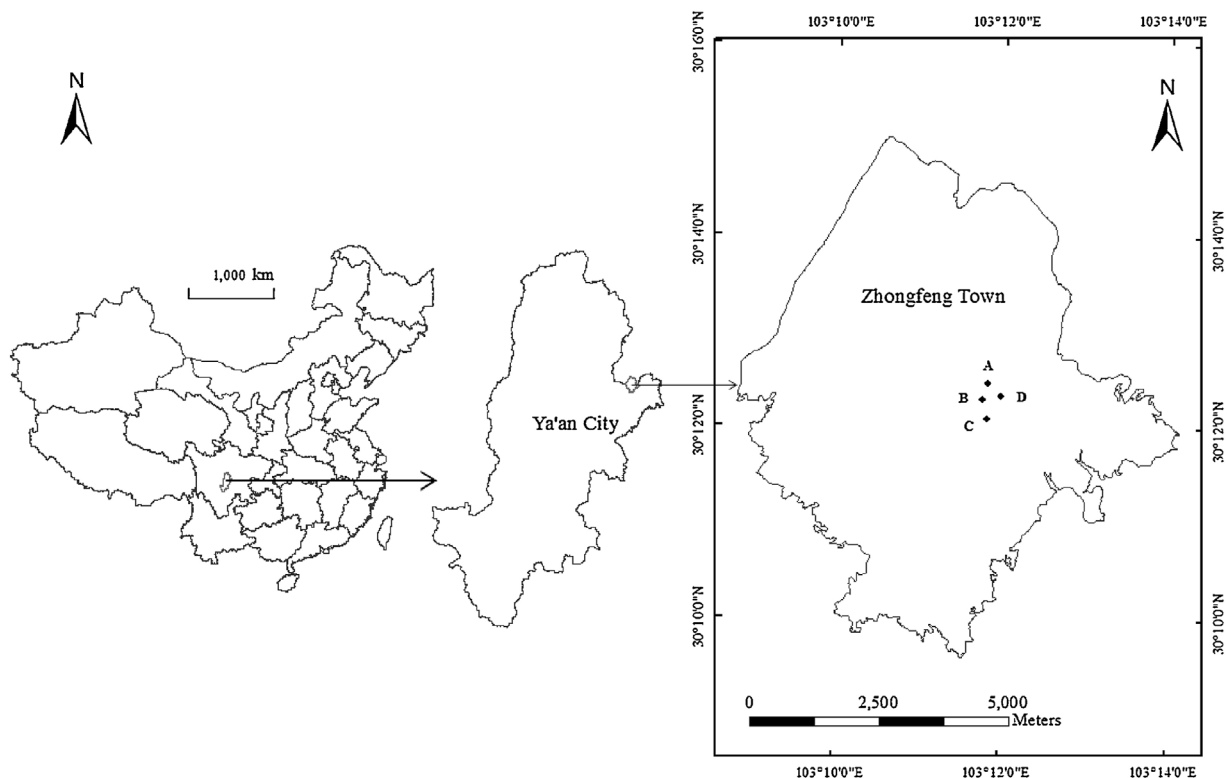 N
1,000 km
Ya'an City
103°10'0"E
103°12'0"E
103°14'0"E
30°16'0"N
30°14'0"N
30°12'0"N
30°10'0"N
N
Zhongfeng Town
A
B
D
C
30°14'0"N
30°12'0"N
30°10'0"N
0 2,500 5,000
Meters
103°10'0"E
103°12'0"E
103°14'0"E